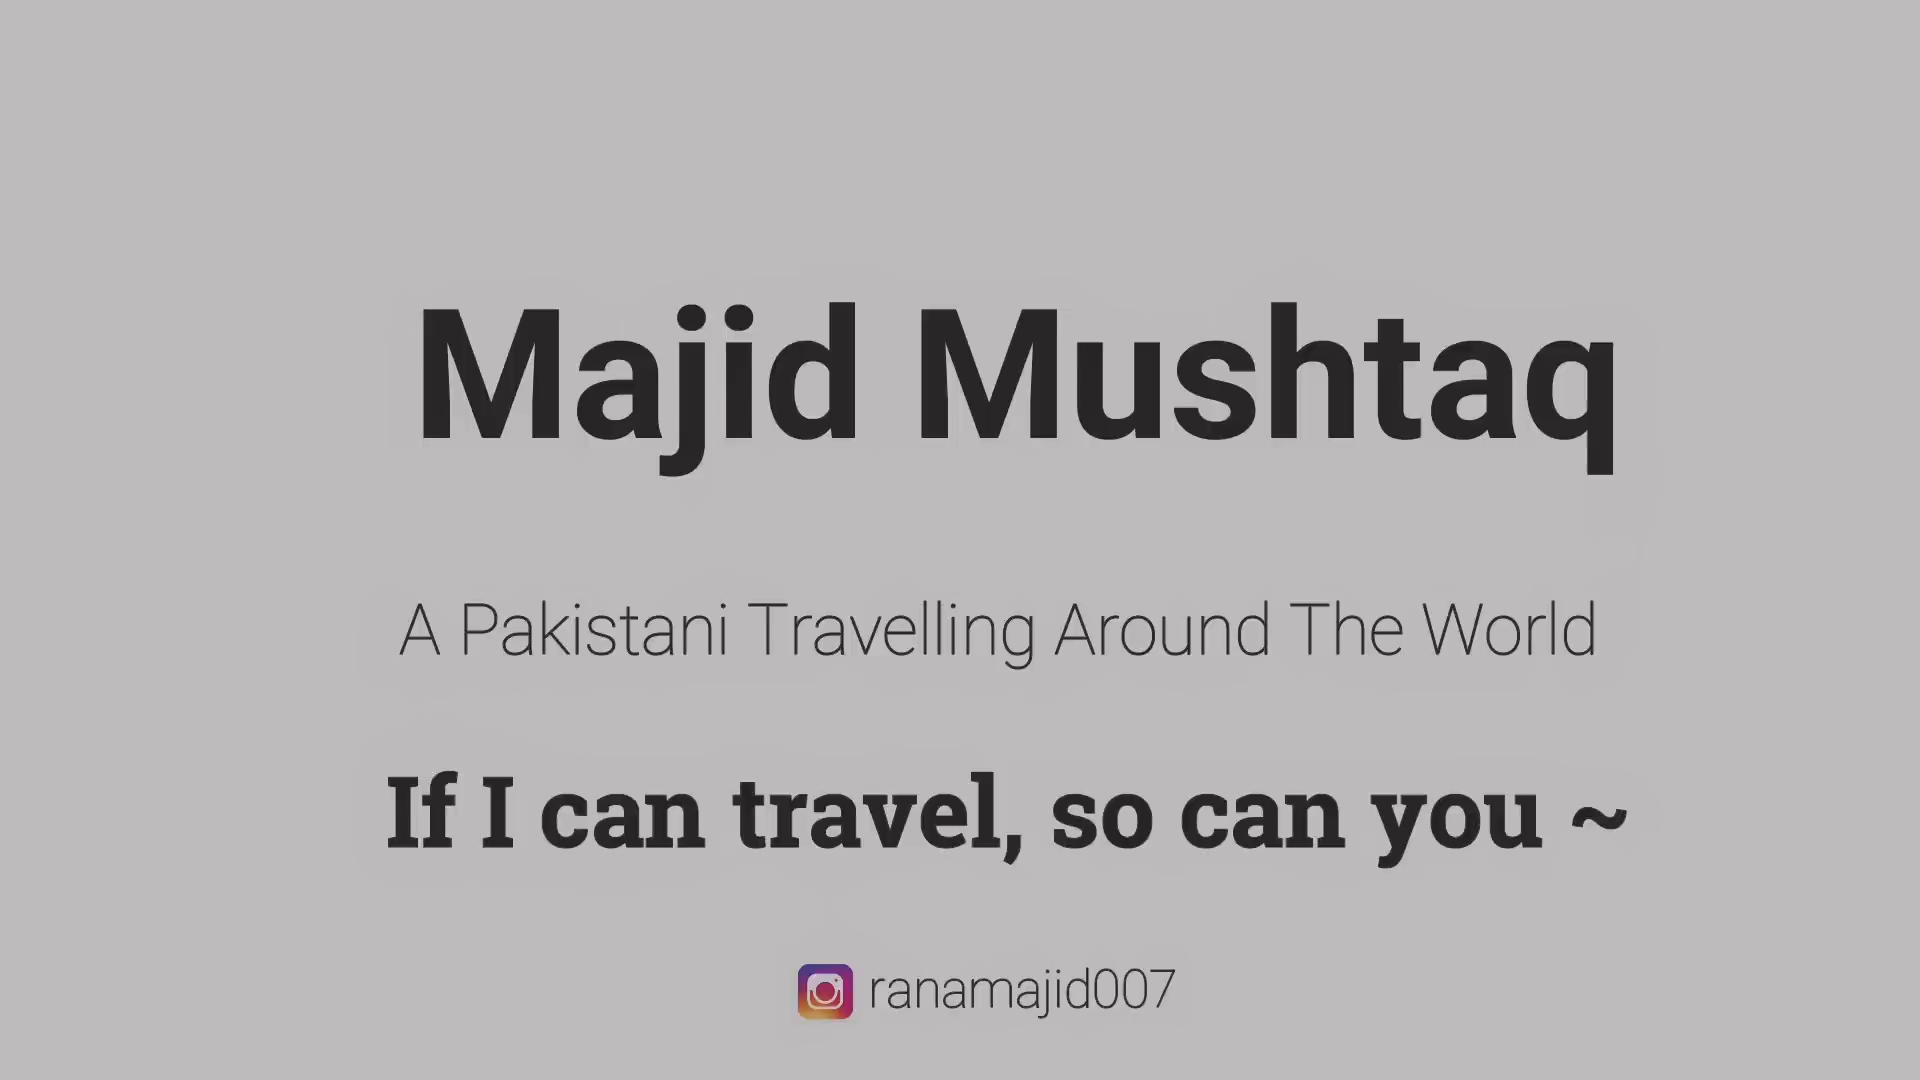 Majid Mushtaq
A Pakistani Travelling Around The World
If I can travel, so can you ~
ranamajid007